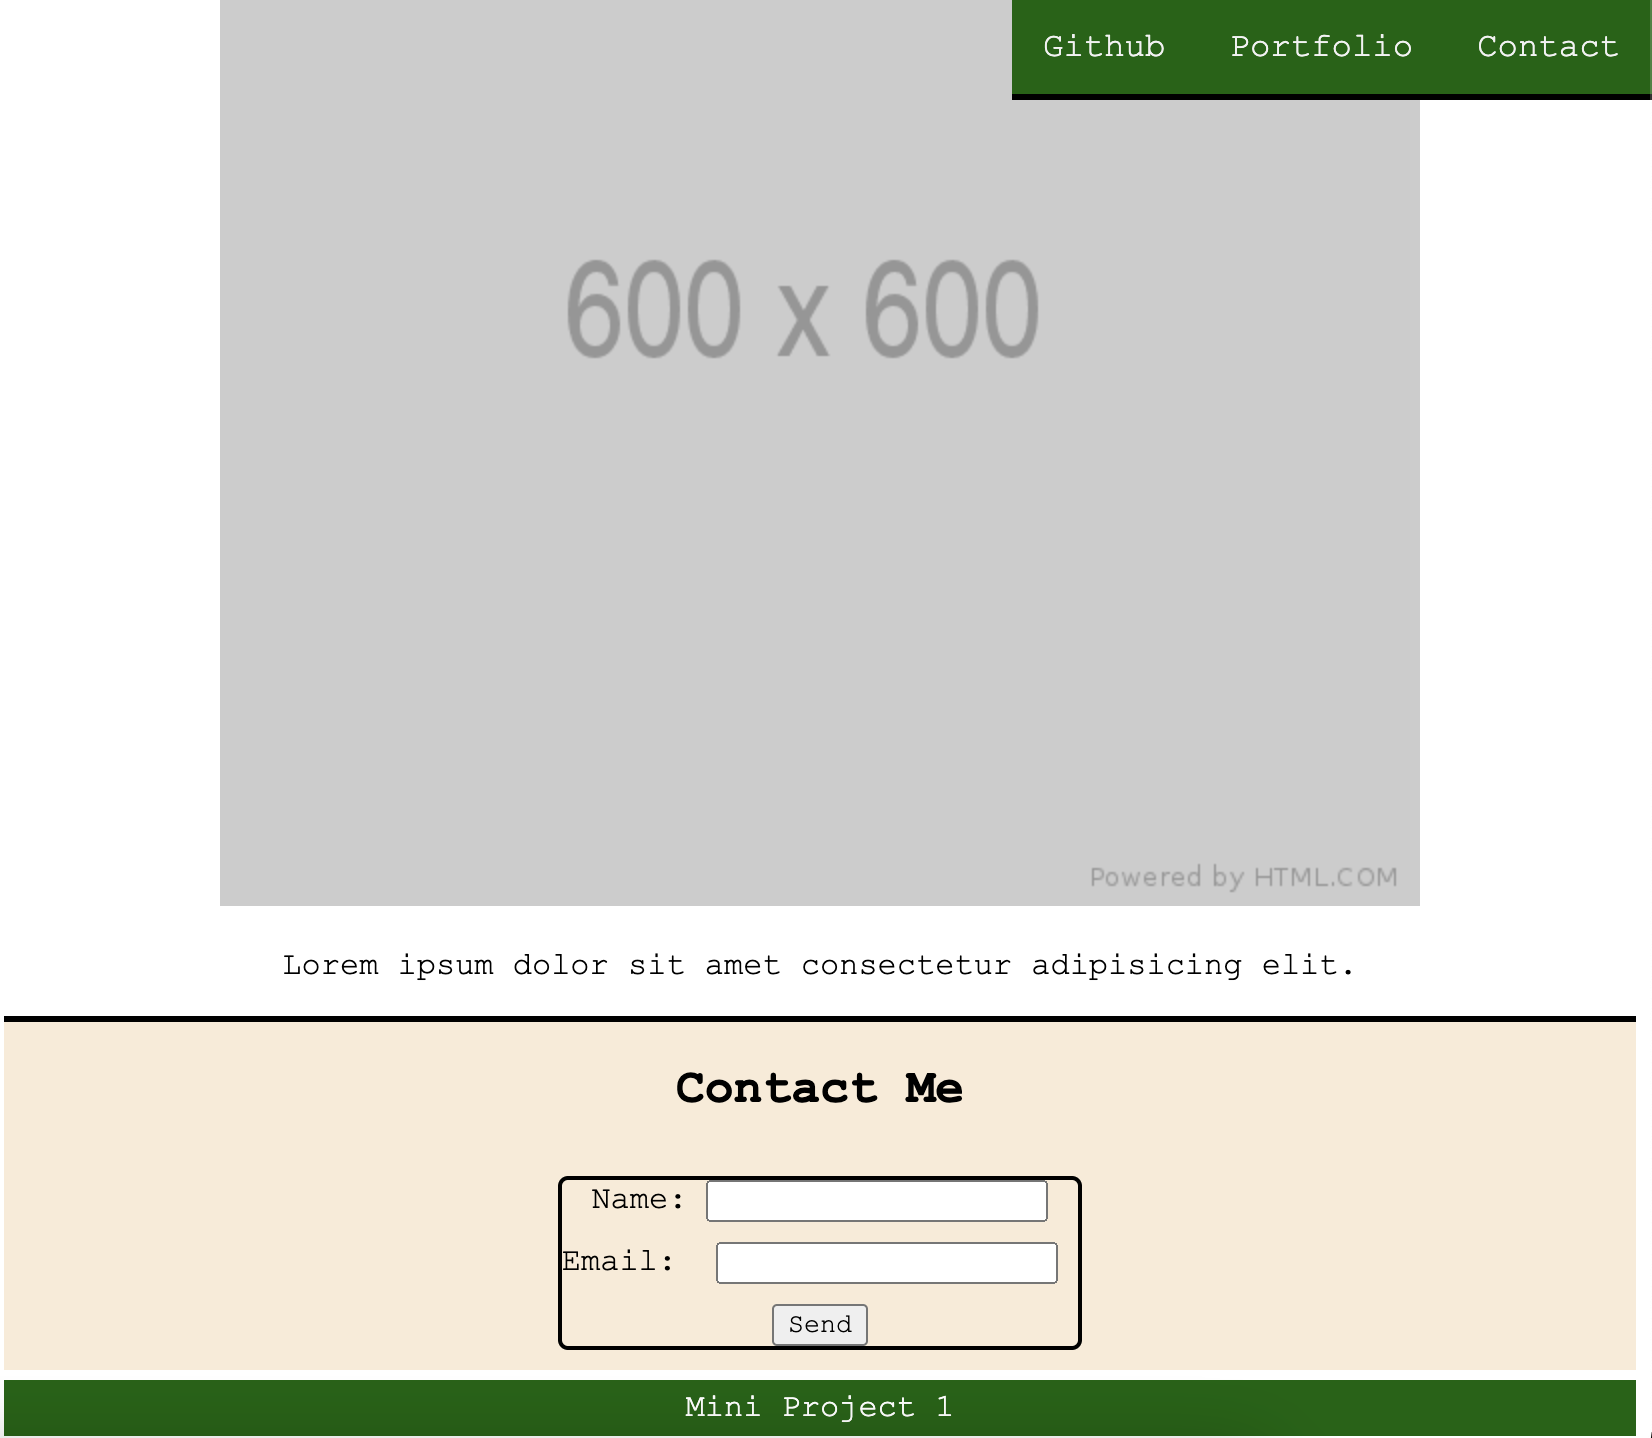 Github Portfolio Contact
600 x 600
Powered by HTML.COM
Lorem ipsum dolor sit amet consectetur adipisicing elit.
Contact Me
Name:
Email:
Send
Mini Project 1